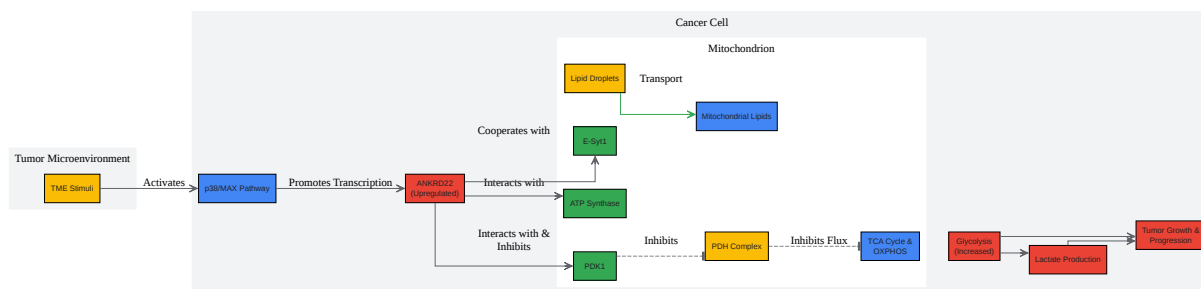 Cancer Cell
Mitochondrion
Lipid Droplets
Transport
Mitochondrial Lipids
Cooperates with
E-Syt1
Tumor Microenvironment
TME Stimuli
Activates
p38/MAX Pathway
Promotes Transcription
ANKRD22
(Upregulated)
Interacts with
ATP Synthase
Interacts with &
Inhibits
PDK1
Inhibits
PDH Complex
Inhibits Flux
TCA Cycle &
OXPHOS
Glycolysis
(Increased)
Lactate Production
Tumor Growth &
Progression